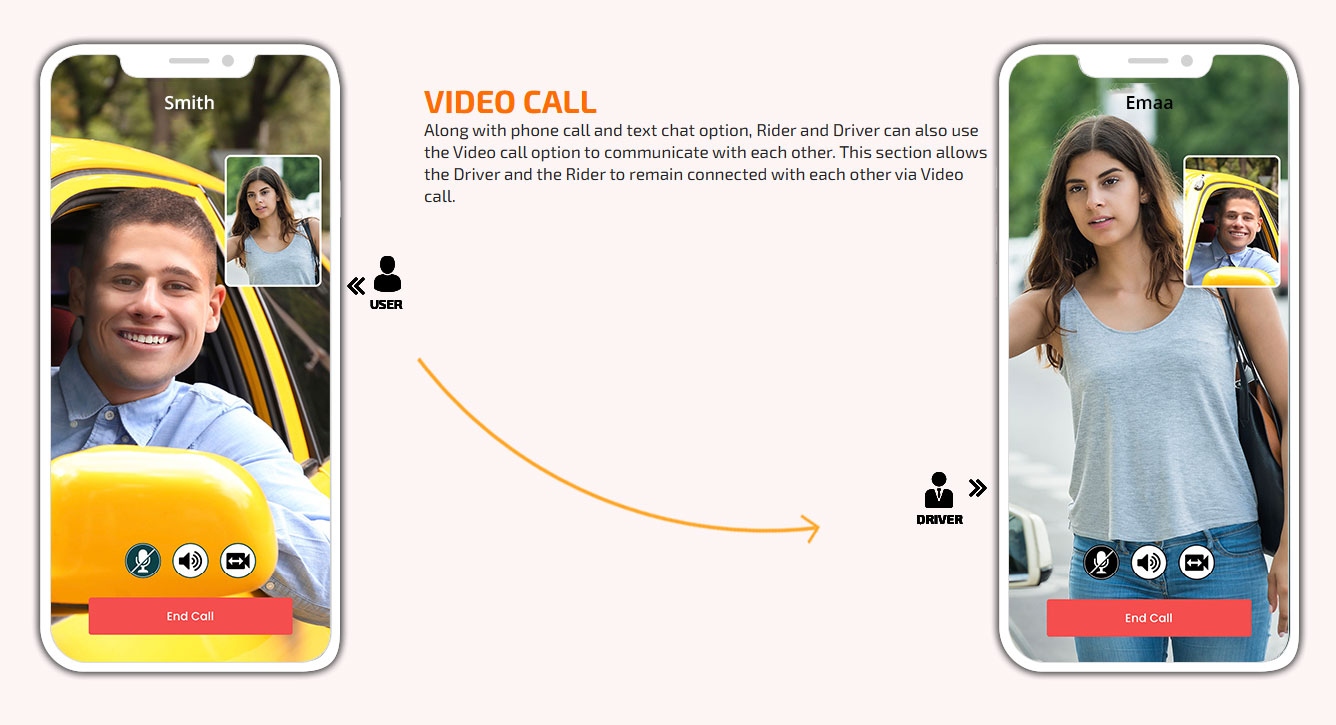 Smith
End Call
VIDEO CALL
Along with phone call and text chat option, Rider and Driver can also use
the Video call option to communicate with each other. This section allows
the Driver and the Rider to remain connected with each other via Video
call.
USER
DRIVER
Emaa
End Call